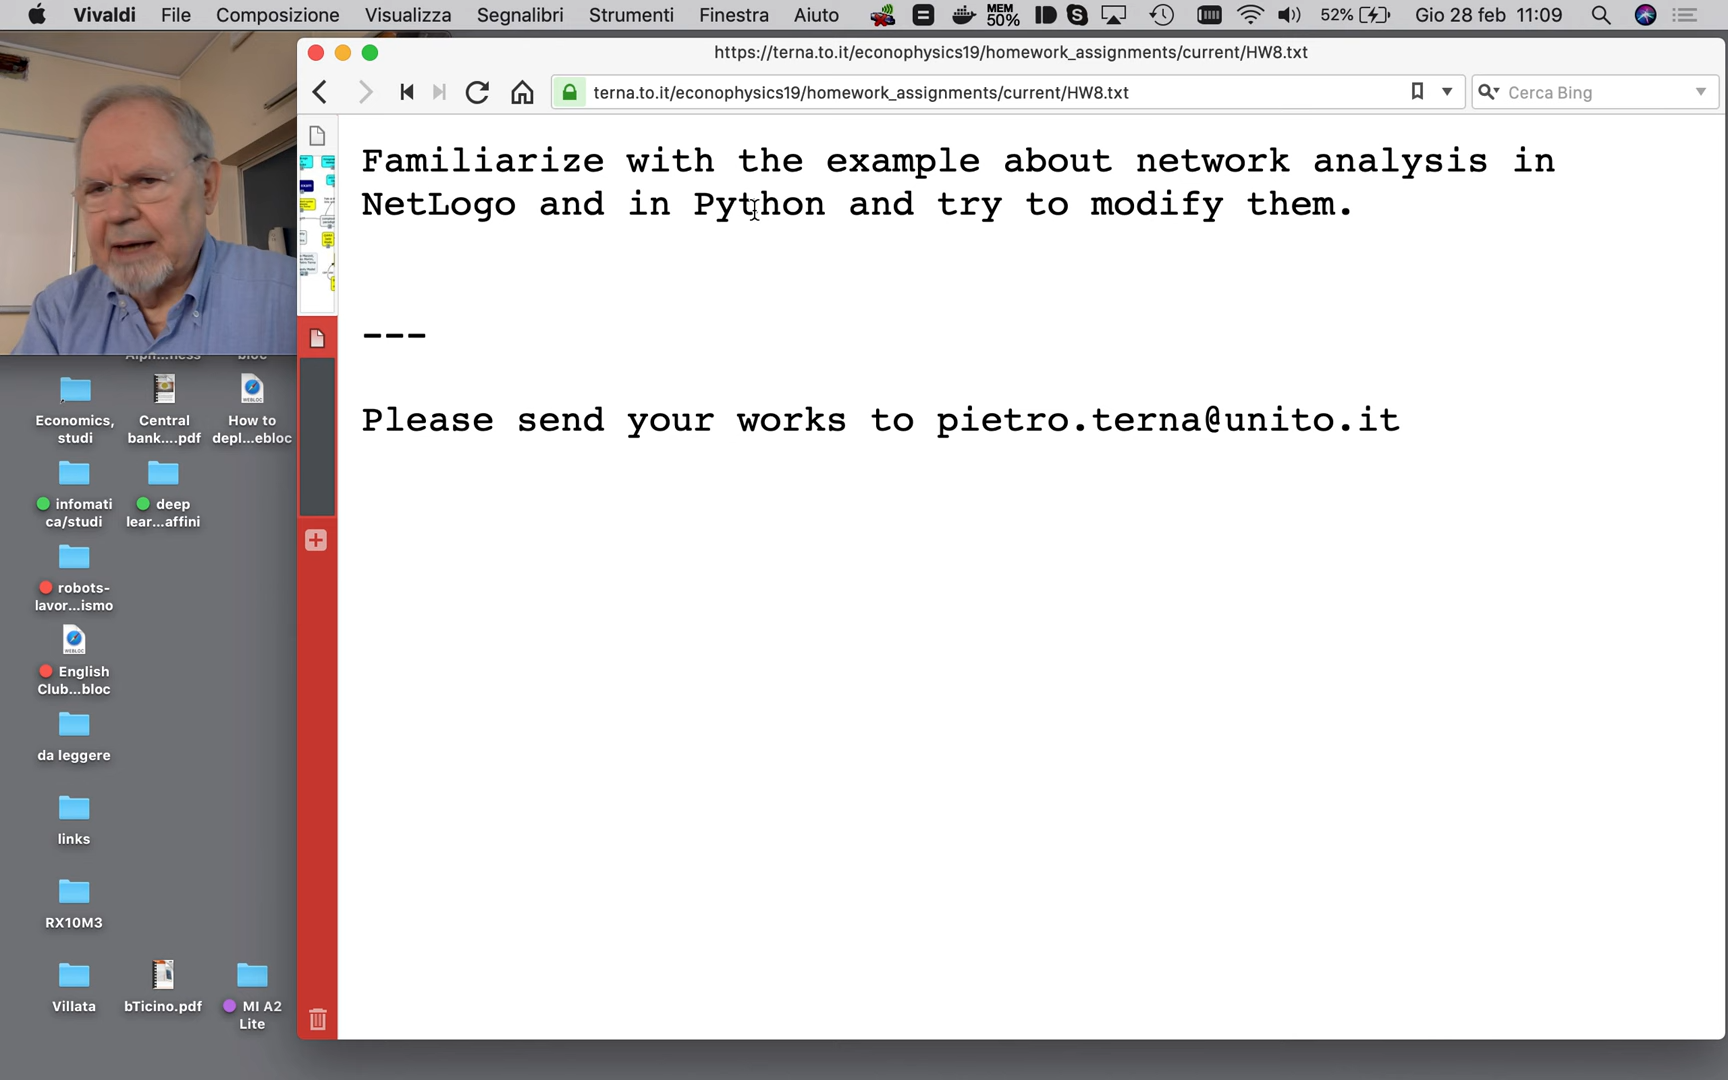 Vivaldi File Composizione Visualizza Segnalibri Strumenti Finestra Aiuto MEM 50% 52% Gio 28 feb 11:09
https://terna.to.it/econophysics19/homework_assignments/current/HW8.txt
terna.to.it/econophysics19/homework_assignments/current/HW8.txt
Cerca Bing
Familiarize with the example about network analysis in
NetLogo and in Python and try to modify them.
---
Please send your works to pietro.terna@unito.it
bloc
Economics, studi
Central bank....pdf
How to depl...ebloc
infomati ca/studi
deep lear...affini
robots- lavor...ismo
WEBLOC
English Club...bloc
da leggere
links
RX10M3
Villata
bTicino.pdf
MI A2 Lite